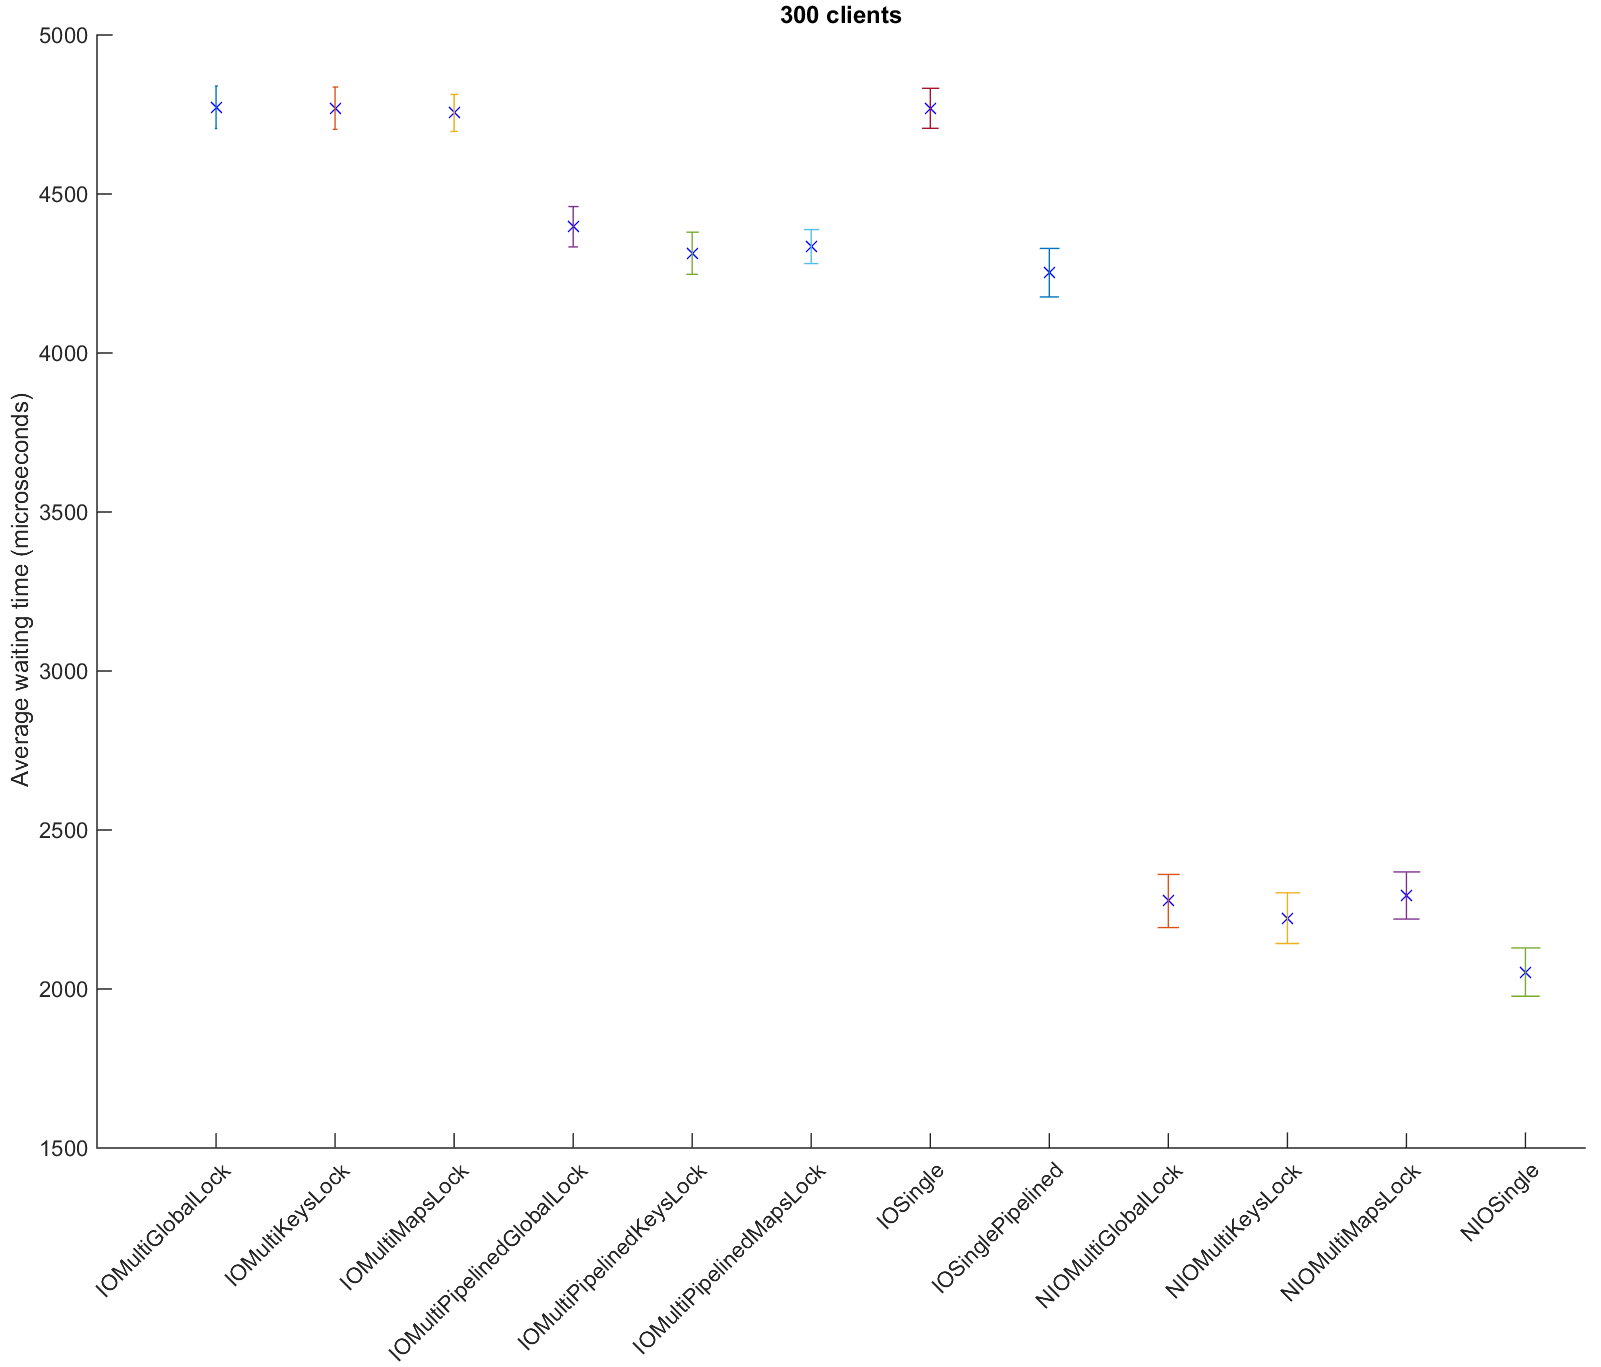 300 clients
Average waiting time (microseconds)
5000
4500
4000
3500
3000
2500
2000
1500
IOMultiGlobalLock
IOMultiKeysLock
IOMultiMapsLock
IOMultiPipelinedGlobalLock
IOMultiPipelinedKeysLock
IOMultiPipelinedMapsLock
IOSingle
IOSinglePipelined
NIOMultiGlobalLock
NIOMultiKeysLock
NIOMultiMapsLock
NIOSingle